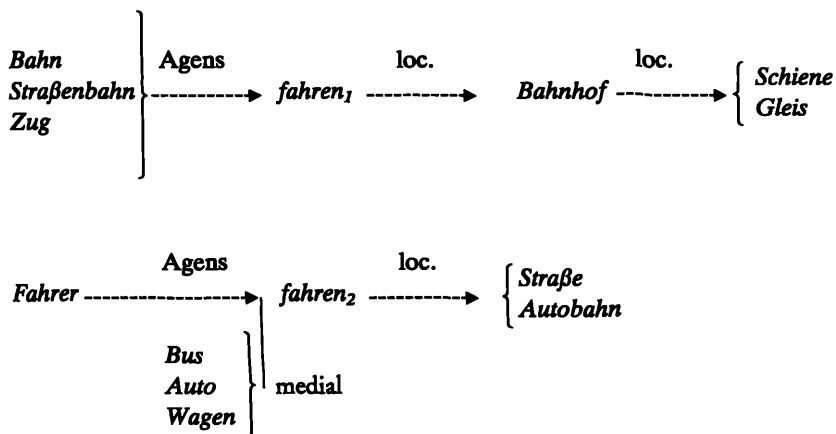 Bahn
Straßenbahn
Zug
Agens
fahren₁
loc.
Bahnhof
loc.
Schiene
Gleis
Fahrer
Agens
fahren₂
loc.
Straße
Autobahn
Bus
Auto
Wagen
medial